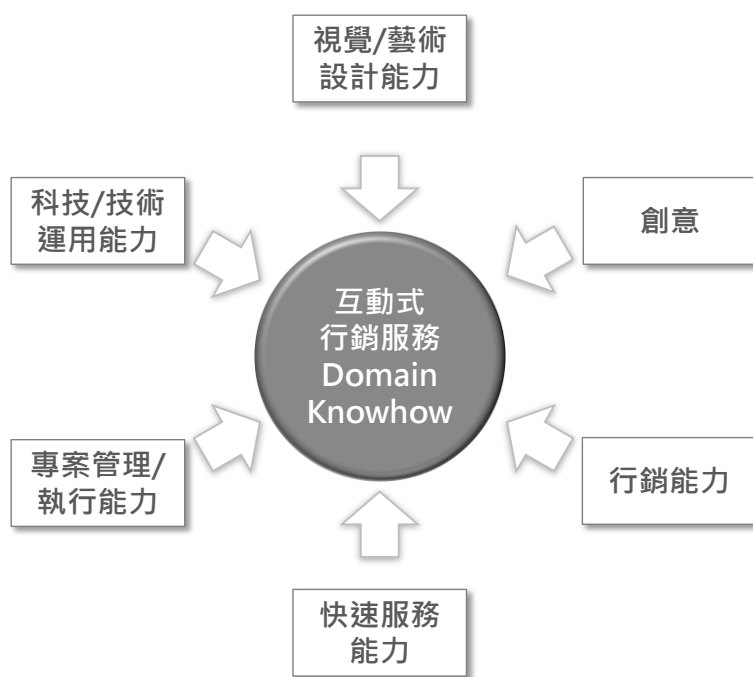 視覺/藝術
設計能力
科技/技術
運用能力
創意
互動式
行銷服務
Domain
Knowhow
專案管理/
執行能力
行銷能力
快速服務
能力